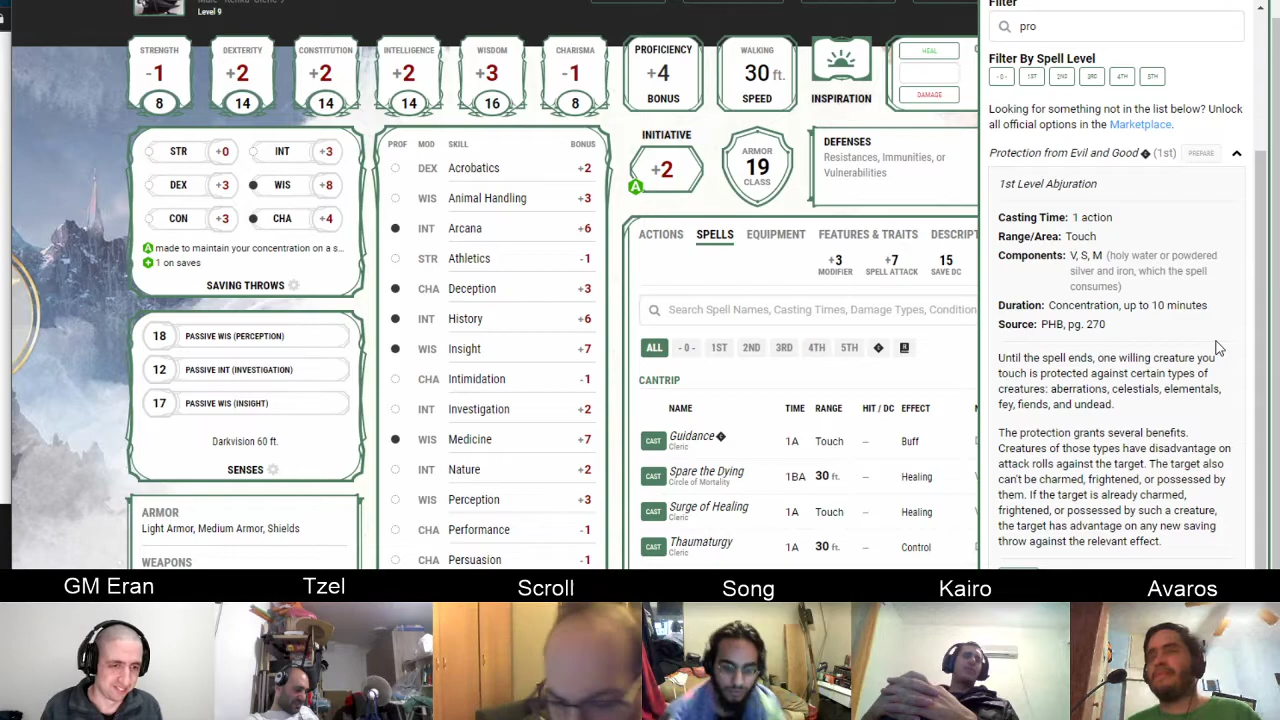 Level 9
STRENGTH
-1
8
DEXTERITY
+2
14
CONSTITUTION
+2
14
INTELLIGENCE
+2
14
WISDOM
+3
16
CHARISMA
-1
8
PROFICIENCY
+4
BONUS
WALKING
30 ft.
SPEED
INSPIRATION
HEAL
DAMAGE
STR +0
INT +3
DEX +3
WIS +8
CON +3
CHA +4
A made to maintain your concentration on a s...
1 on saves
SAVING THROWS
18 PASSIVE WIS (PERCEPTION)
12 PASSIVE INT (INVESTIGATION)
17 PASSIVE WIS (INSIGHT)
Darkvision 60 ft.
SENSES
ARMOR
Light Armor, Medium Armor, Shields
WEAPONS
PROF MOD SKILL BONUS
DEX Acrobatics +2
WIS Animal Handling +3
INT Arcana +6
STR Athletics -1
CHA Deception +3
INT History +6
WIS Insight +7
CHA Intimidation -1
INT Investigation +2
WIS Medicine +7
INT Nature +2
WIS Perception +3
CHA Performance -1
CHA Persuasion -1
INITIATIVE
+2
A
ARMOR
19
CLASS
DEFENSES
Resistances, Immunities, or
Vulnerabilities
ACTIONS SPELLS EQUIPMENT FEATURES & TRAITS DESCRIPT
+3
MODIFIER
+7
SPELL ATTACK
15
SAVE DC
Search Spell Names, Casting Times, Damage Types, Condition
ALL - 0 - 1ST 2ND 3RD 4TH 5TH R
CANTRIP
NAME TIME RANGE HIT / DC EFFECT
CAST Guidance 1A Touch – Buff
Cleric
CAST Spare the Dying 1BA 30 ft. – Healing
Circle of Mortality
CAST Surge of Healing 1A Touch – Healing
Cleric
CAST Thaumaturgy 1A 30 ft. – Control
Cleric
Filter
pro
Filter By Spell Level
- 0 - 1ST 2ND 3RD 4TH 5TH
Looking for something not in the list below? Unlock
all official options in the Marketplace.
Protection from Evil and Good (1st) PREPARE
1st Level Abjuration
Casting Time: 1 action
Range/Area: Touch
Components: V, S, M (holy water or powdered
silver and iron, which the spell
consumes)
Duration: Concentration, up to 10 minutes
Source: PHB, pg. 270
Until the spell ends, one willing creature you
touch is protected against certain types of
creatures: aberrations, celestials, elementals,
fey, fiends, and undead.
The protection grants several benefits.
Creatures of those types have disadvantage on
attack rolls against the target. The target also
can't be charmed, frightened, or possessed by
them. If the target is already charmed,
frightened, or possessed by such a creature,
the target has advantage on any new saving
throw against the relevant effect.
GM Eran
Tzel
Scroll
Song
Kairo
Avaros